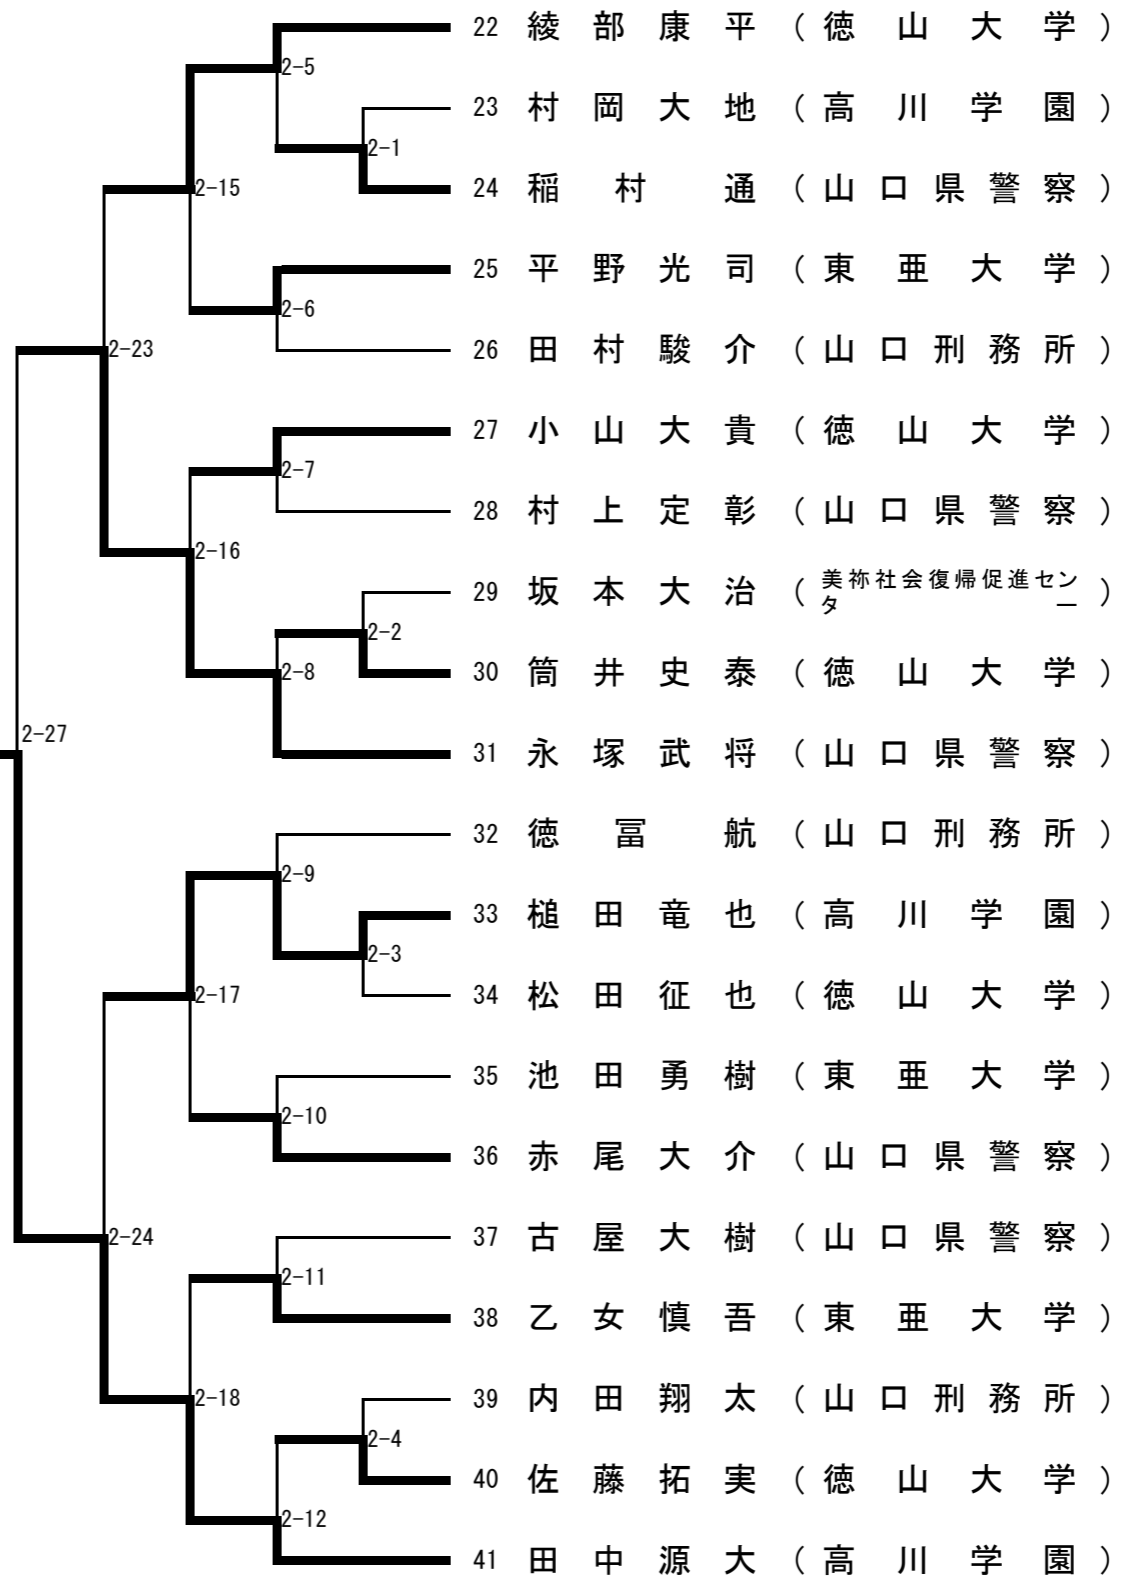 22 綾部康平 (徳山大学)
2-5
23 村岡大地 (高川学園)
2-1
2-15
24 稲村通 (山口県警察)
25 平野光司 (東亜大学)
2-6
2-23
26 田村駿介 (山口刑務所)
27 小山大貴 (徳山大学)
2-7
28 村上定彰 (山口県警察)
2-16
29 坂本大治 (美祢社会復帰促進センター)
2-2
2-8
30 筒井史泰 (徳山大学)
2-27
31 永塚武将 (山口県警察)
32 徳冨航 (山口刑務所)
2-9
33 槌田竜也 (高川学園)
2-3
2-17
34 松田征也 (徳山大学)
35 池田勇樹 (東亜大学)
2-10
36 赤尾大介 (山口県警察)
2-24
37 古屋大樹 (山口県警察)
2-11
38 乙女慎吾 (東亜大学)
2-18
39 内田翔太 (山口刑務所)
2-4
40 佐藤拓実 (徳山大学)
2-12
41 田中源大 (高川学園)